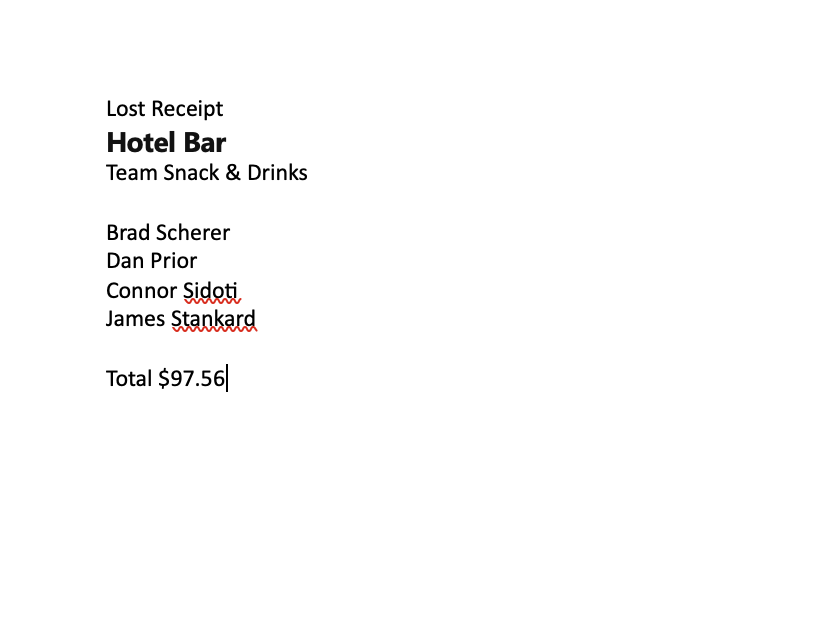 Lost Receipt
Hotel Bar
Team Snack & Drinks
Brad Scherer
Dan Prior
Connor Sidoti
James Stankard
Total $97.56